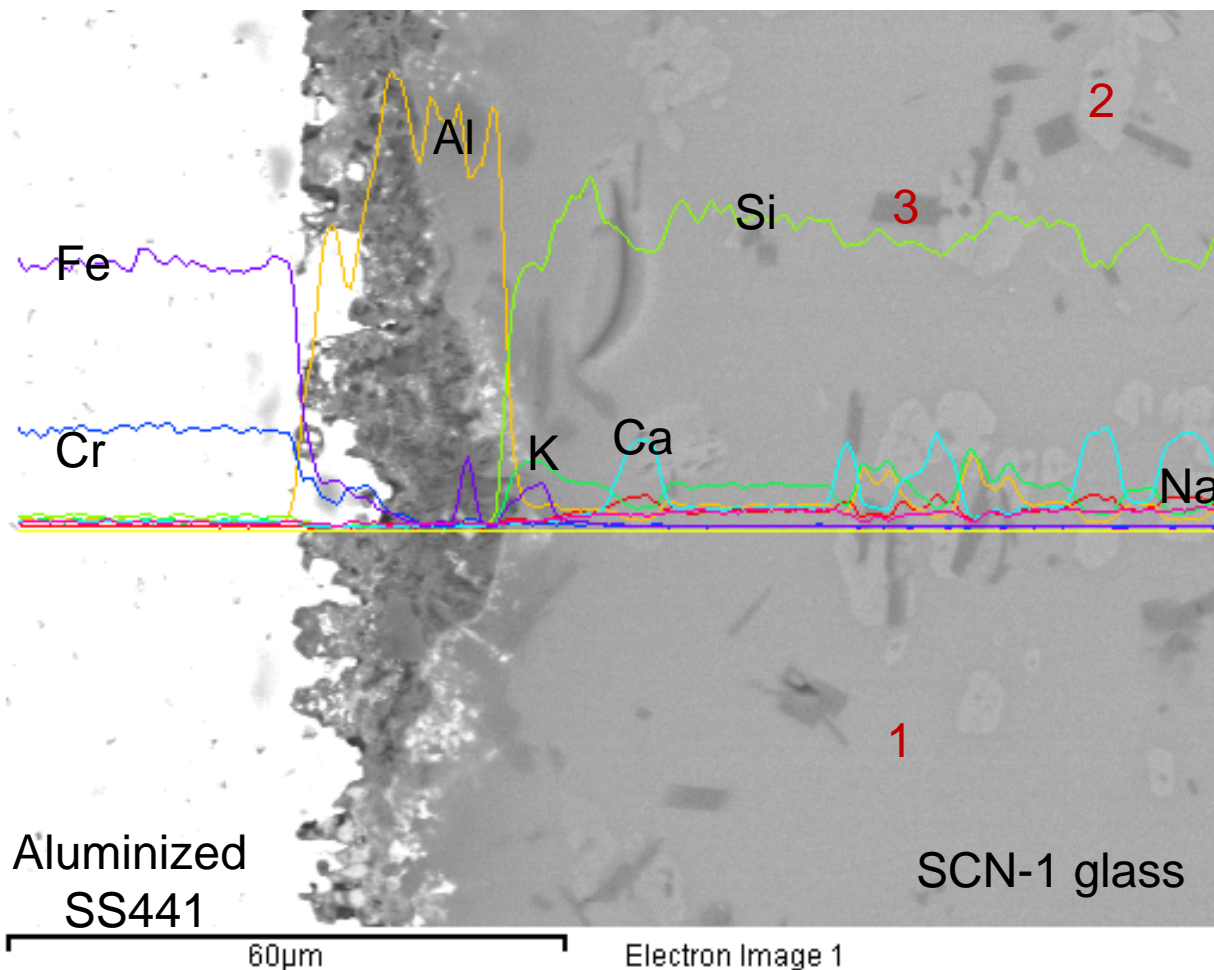 2
Al
3
Si
Fe
Ca
Cr
K
Na
1
Aluminized
SS441
SCN-1 glass
60µm
Electron Image 1